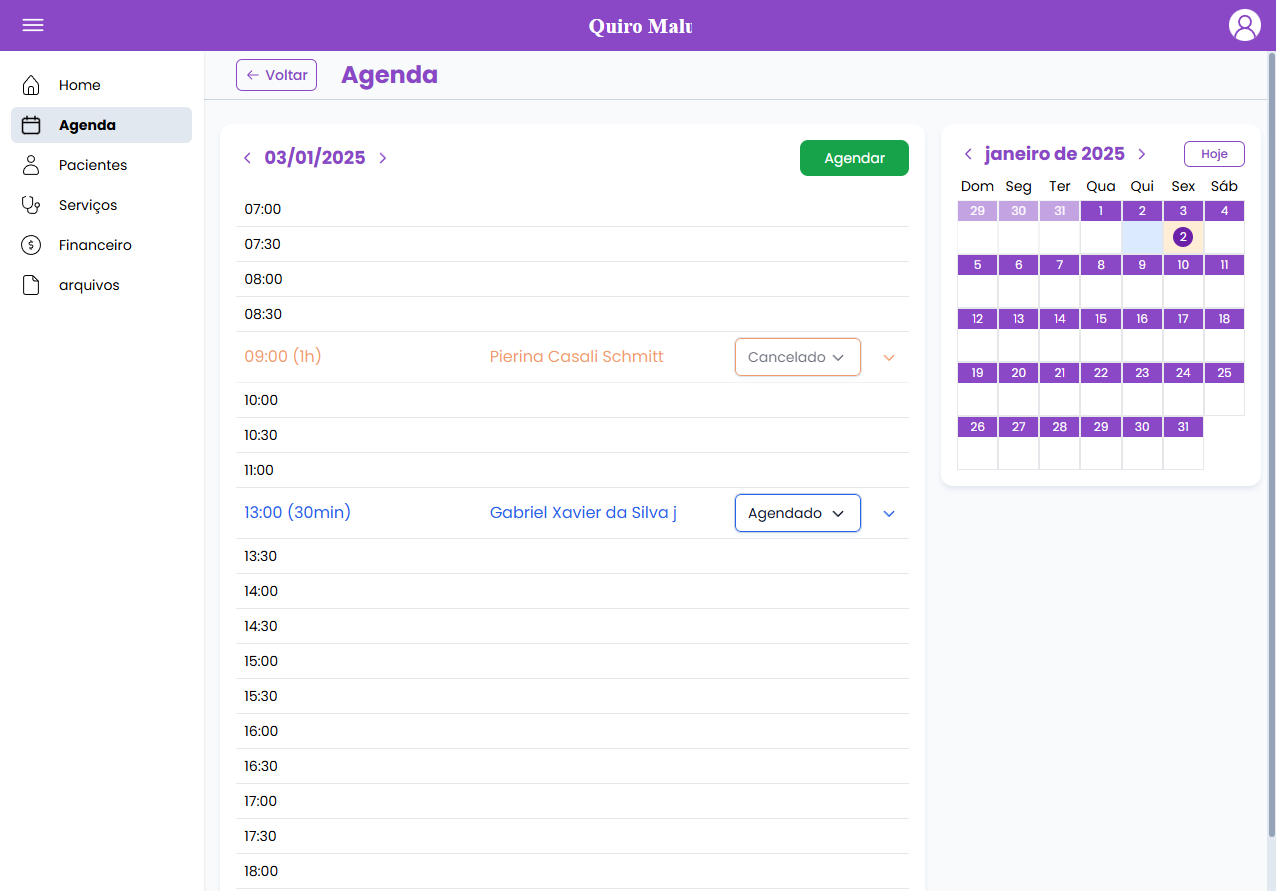 Quiro Malu
Home
Agenda
Pacientes
Serviços
Financeiro
arquivos
← Voltar
Agenda
< 03/01/2025 >
Agendar
07:00
07:30
08:00
08:30
09:00 (1h) Pierina Casali Schmitt Cancelado
10:00
10:30
11:00
13:00 (30min) Gabriel Xavier da Silva j Agendado
13:30
14:00
14:30
15:00
15:30
16:00
16:30
17:00
17:30
18:00
< janeiro de 2025 >
Hoje
Dom Seg Ter Qua Qui Sex Sáb
29 30 31 1 2 3 4
2
5 6 7 8 9 10 11
12 13 14 15 16 17 18
19 20 21 22 23 24 25
26 27 28 29 30 31